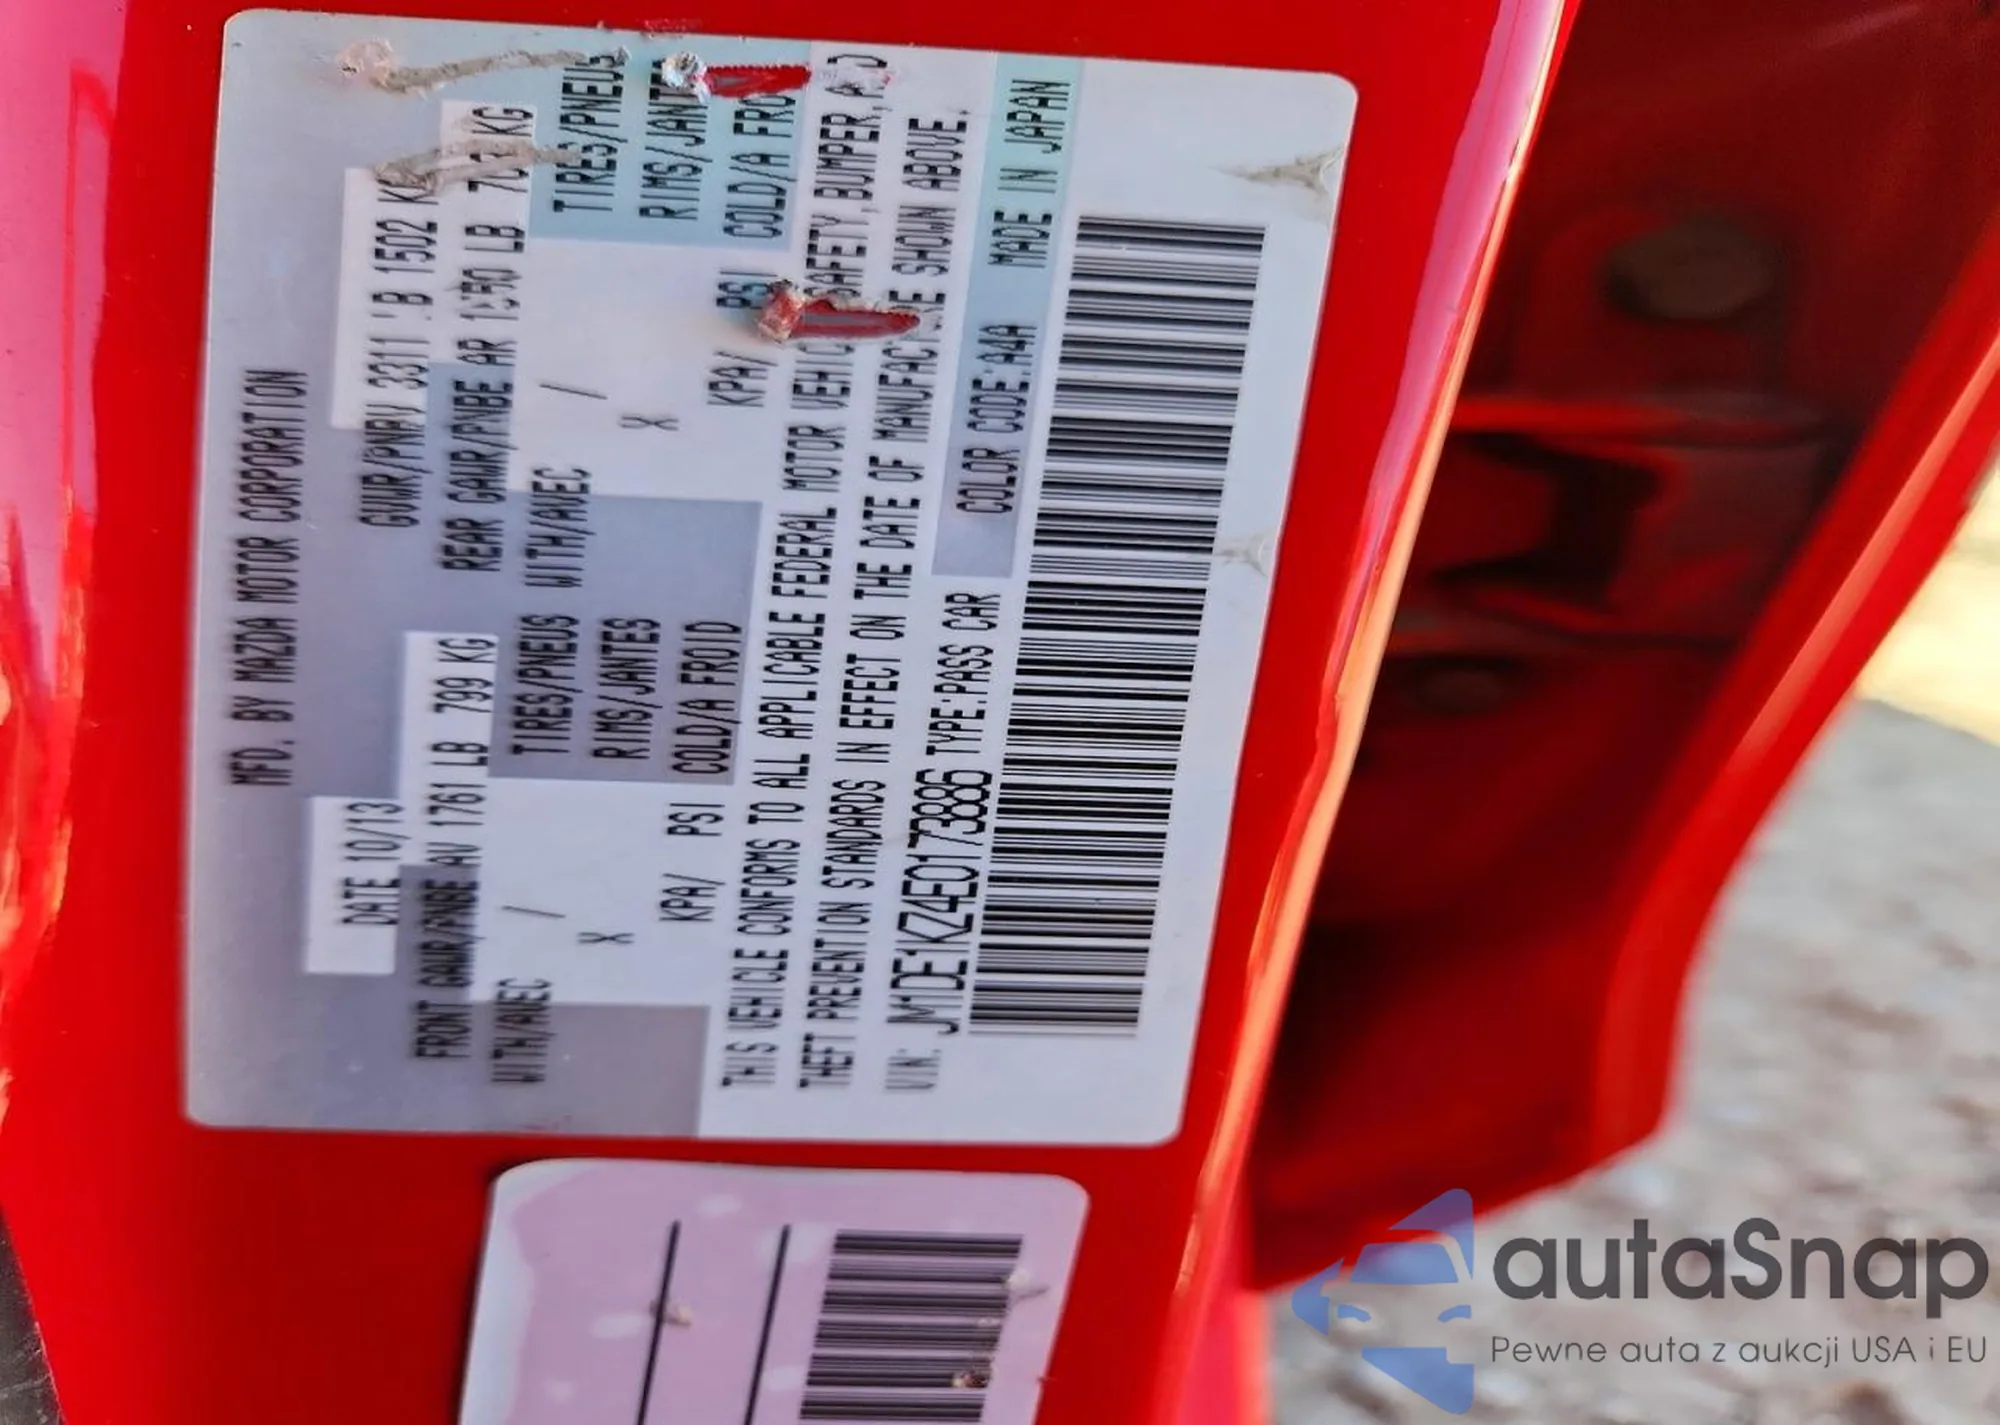 MFD. BY MAZDA MOTOR CORPORATION
DATE 10/13 GVWR/PNBV 3311 LB 1502 KG
FRONT GAWR/PNBE AV 1761 LB 799 KG REAR GAWR/PNBE AR LB KG
WITH/AVEC / TIRES/PNEUS WITH/AVEC / TIRES/PNEUS
X RIMS/JANTES X RIMS/JANTES
KPA/ PSI COLD/A FROID KPA/ PSI COLD/A FROID
THIS VEHICLE CONFORMS TO ALL APPLICABLE FEDERAL MOTOR VEHICLE SAFETY, BUMPER, AND
THEFT PREVENTION STANDARDS IN EFFECT ON THE DATE OF MANUFACTURE SHOWN ABOVE.
VIN: JM1DE1KZ4E0173886 TYPE:PASS CAR COLOR CODE:A4A MADE IN JAPAN
autaSnap
Pewne auta z aukcji USA i EU